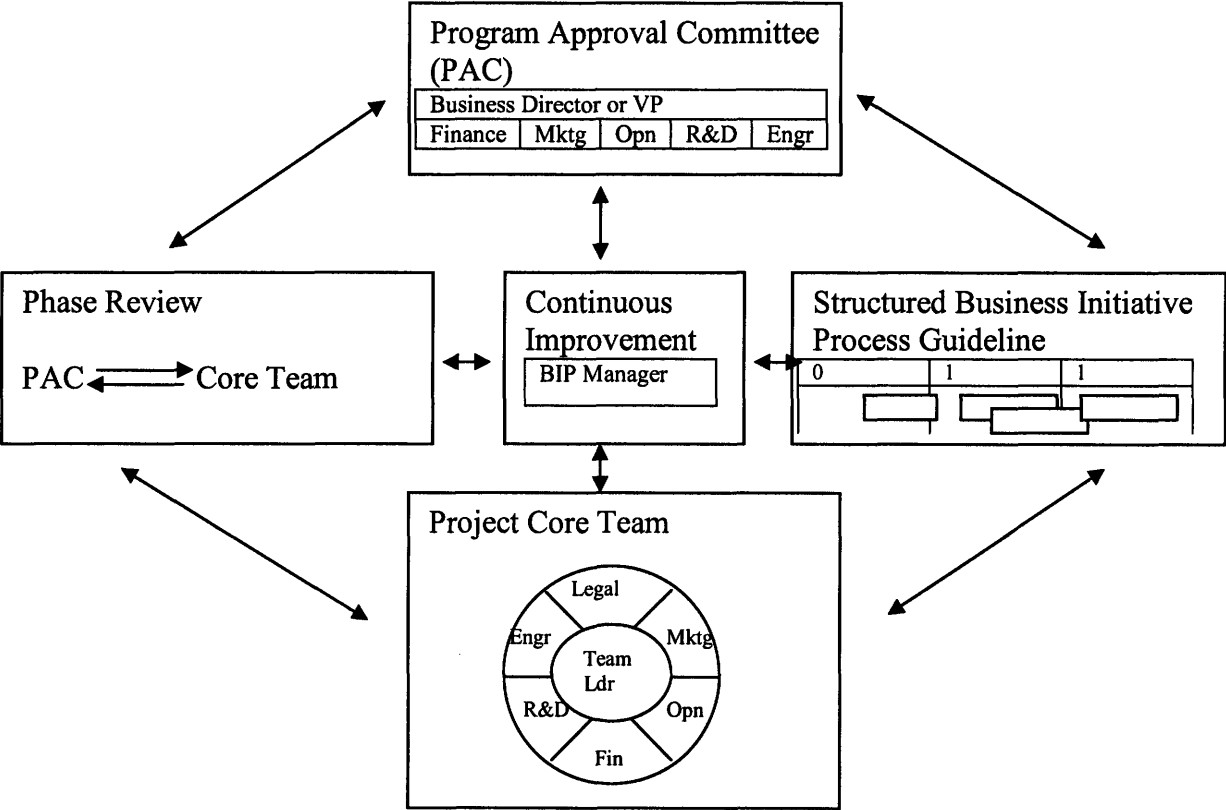 Program Approval Committee
(PAC)
Business Director or VP
Finance Mktg Opn R&D Engr
Phase Review
PAC Core Team
Continuous
Improvement
BIP Manager
Structured Business Initiative
Process Guideline
0 1 1
Project Core Team
Legal
Engr Mktg
Team
Ldr
R&D Opn
Fin